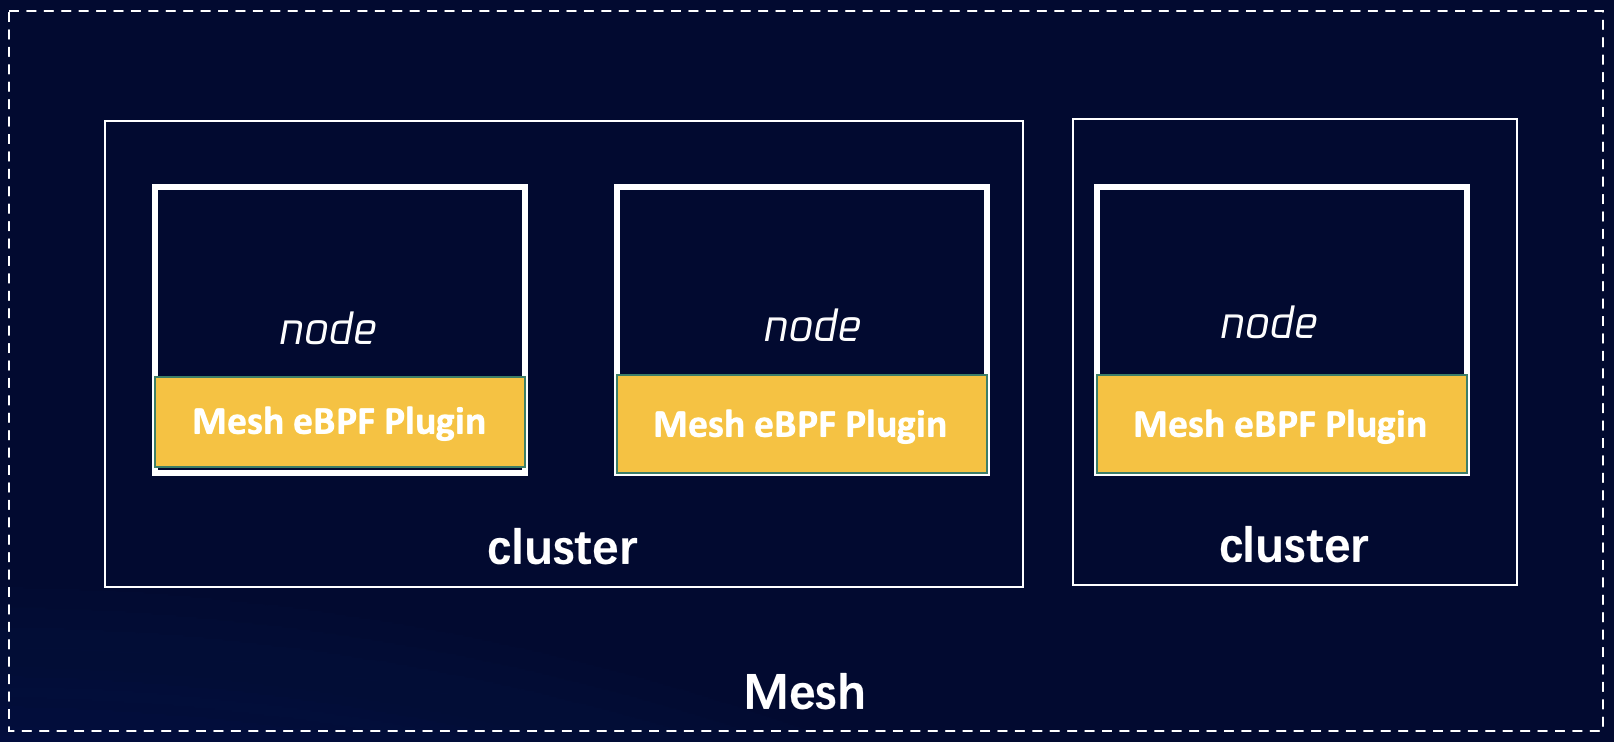 node
node
node
Mesh eBPF Plugin
Mesh eBPF Plugin
Mesh eBPF Plugin
cluster
cluster
Mesh